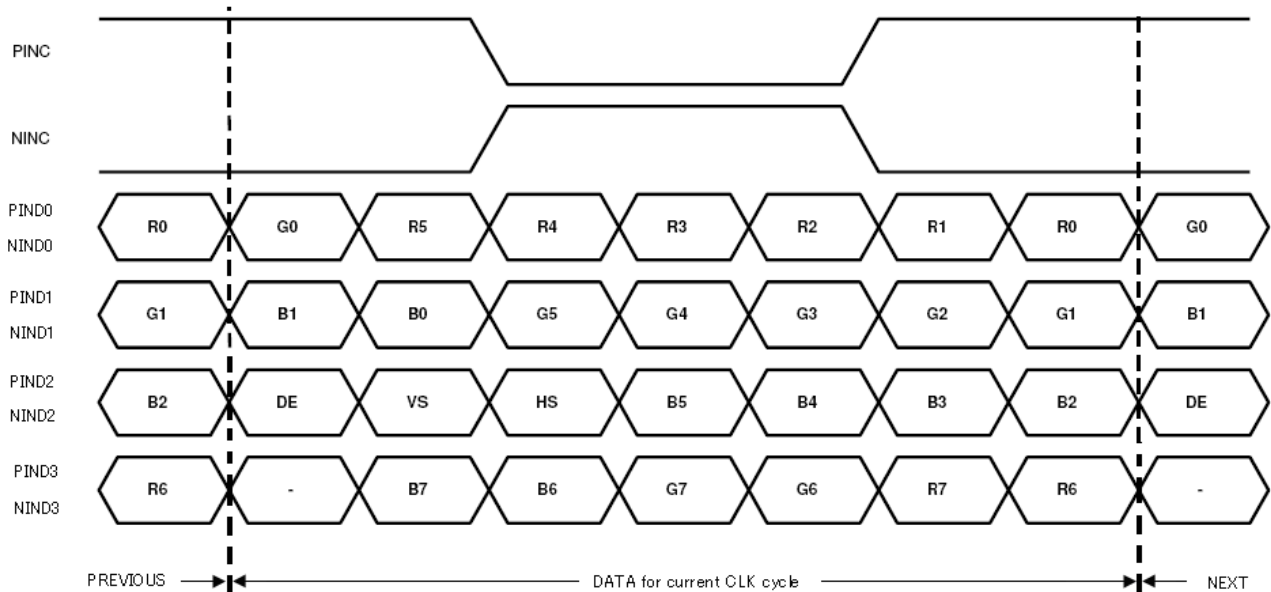 PINC
NINC
PIND0
R0 G0 R5 R4 R3 R2 R1 R0 G0
NIND0
PIND1
G1 B1 B0 G5 G4 G3 G2 G1 B1
NIND1
PIND2
B2 DE VS HS B5 B4 B3 B2 DE
NIND2
PIND3
R6 - B7 B6 G7 G6 R7 R6 -
NIND3
PREVIOUS DATA for current CLK cycle NEXT